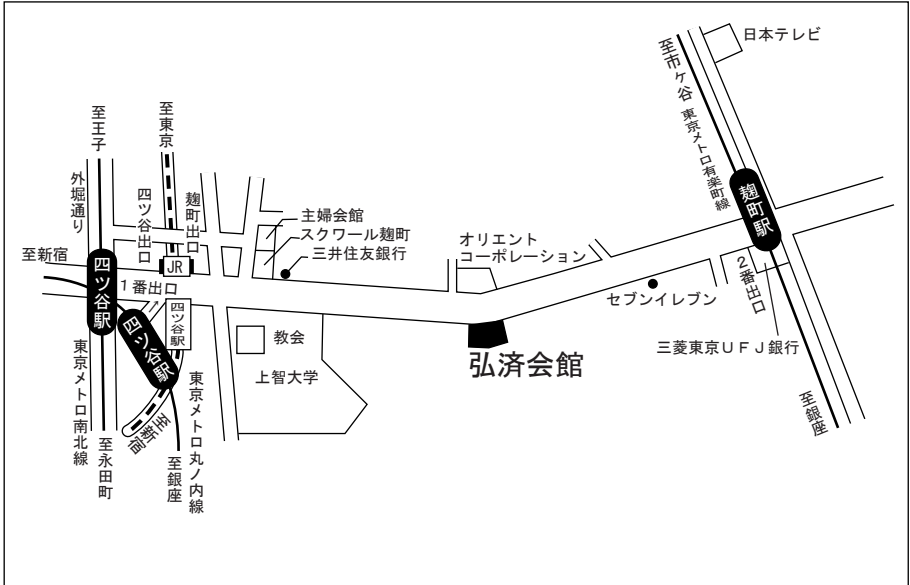 日本テレビ
至市ヶ谷
東京メトロ有楽町線
麹町駅
至王子
外堀通り
至東京
四ツ谷出口
麹町出口
主婦会館
スクワール麹町
三井住友銀行
オリエント
コーポレーション
至新宿
JR
1番出口
四ツ谷駅
四ツ谷駅
四ツ谷駅
セブンイレブン
2番出口
三菱東京UFJ銀行
教会
上智大学
弘済会館
東京メトロ南北線
至永田町
至新宿
至銀座
東京メトロ丸ノ内線
至銀座